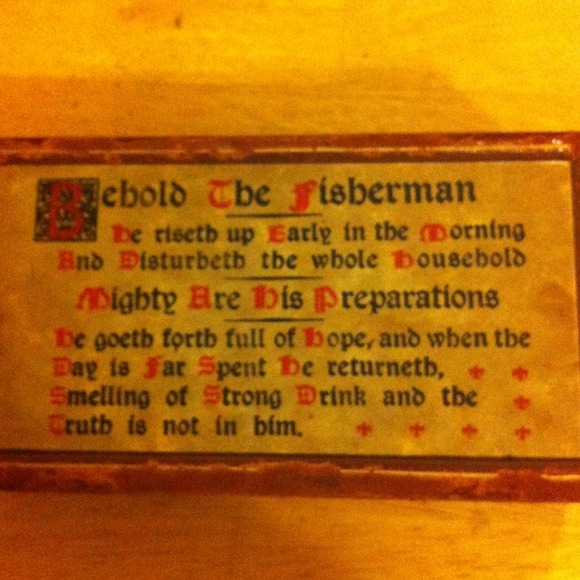 Behold The Fisherman
He riseth up Early in the Morning
And Disturbeth the whole Household
Mighty Are His Preparations
He goeth forth full of Hope, and when the
Day is Far Spent He returneth,
Smelling of Strong Drink and the
Truth is not in him.